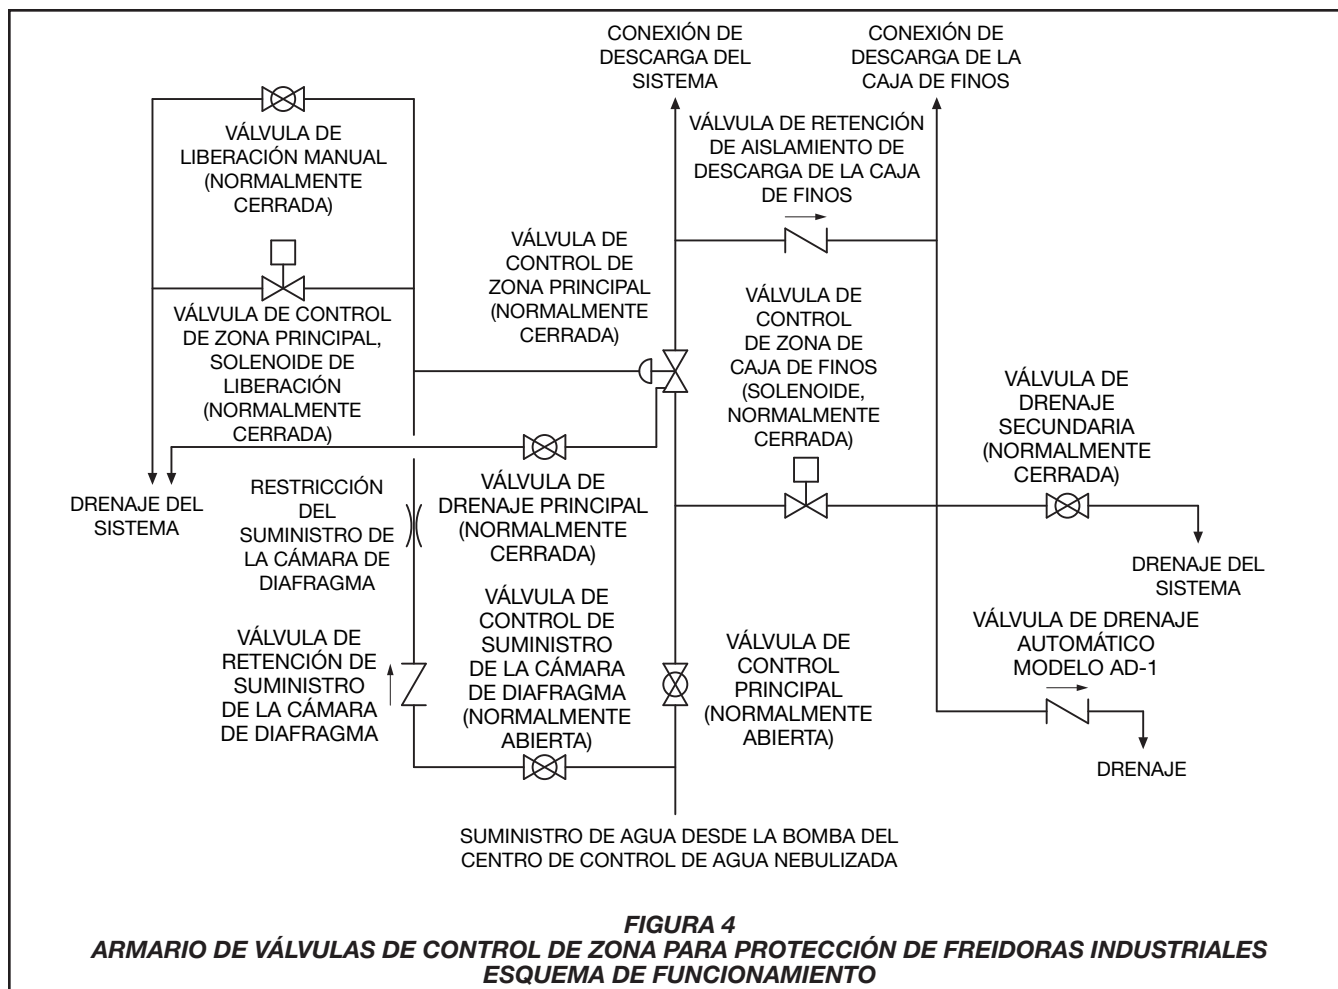 CONEXIÓN DE
DESCARGA DEL
SISTEMA
CONEXIÓN DE
DESCARGA DE LA
CAJA DE FINOS
VÁLVULA DE
LIBERACIÓN MANUAL
(NORMALMENTE
CERRADA)
VÁLVULA DE RETENCIÓN
DE AISLAMIENTO DE
DESCARGA DE LA CAJA
DE FINOS
VÁLVULA DE
CONTROL DE
ZONA PRINCIPAL
(NORMALMENTE
CERRADA)
VÁLVULA DE CONTROL
DE ZONA PRINCIPAL,
SOLENOIDE DE
LIBERACIÓN
(NORMALMENTE
CERRADA)
VÁLVULA DE
CONTROL
DE ZONA DE
CAJA DE FINOS
(SOLENOIDE,
NORMALMENTE
CERRADA)
VÁLVULA DE
DRENAJE
SECUNDARIA
(NORMALMENTE
CERRADA)
DRENAJE DEL
SISTEMA
RESTRICCIÓN
DEL
SUMINISTRO DE
LA CÁMARA DE
DIAFRAGMA
VÁLVULA DE
DRENAJE PRINCIPAL
(NORMALMENTE
CERRADA)
DRENAJE DEL
SISTEMA
VÁLVULA DE
RETENCIÓN DE
SUMINISTRO
DE LA CÁMARA
DE DIAFRAGMA
VÁLVULA DE
CONTROL DE
SUMINISTRO
DE LA CÁMARA
DE DIAFRAGMA
(NORMALMENTE
ABIERTA)
VÁLVULA DE
CONTROL
PRINCIPAL
(NORMALMENTE
ABIERTA)
VÁLVULA DE DRENAJE
AUTOMÁTICO
MODELO AD-1
DRENAJE
SUMINISTRO DE AGUA DESDE LA BOMBA DEL
CENTRO DE CONTROL DE AGUA NEBULIZADA
FIGURA 4
ARMARIO DE VÁLVULAS DE CONTROL DE ZONA PARA PROTECCIÓN DE FREIDORAS INDUSTRIALES
ESQUEMA DE FUNCIONAMIENTO